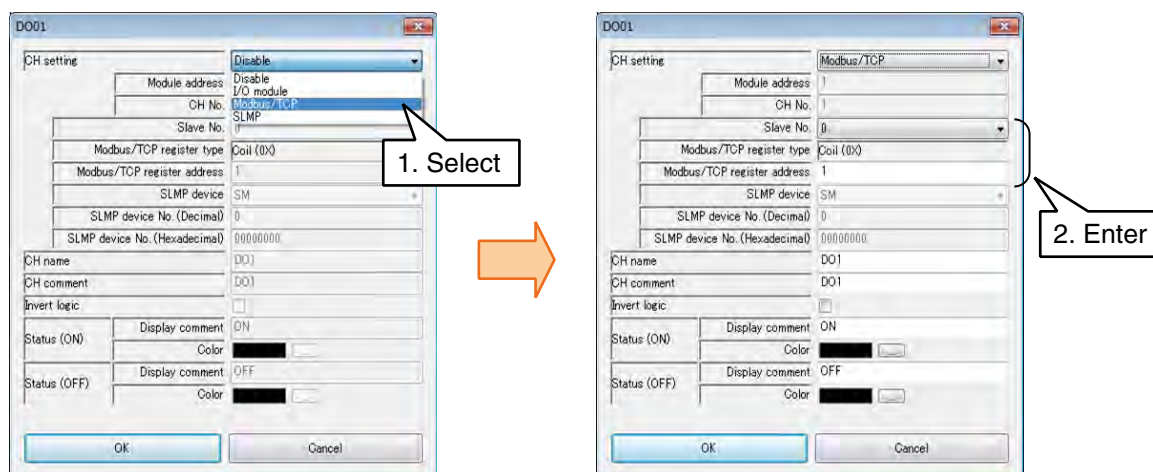 DO01
CH setting Disable
Disable
I/O module
Modbus/TCP
SLMP
Module address
CH No.
Slave No. 0
Modbus/TCP register type Coil (0X)
Modbus/TCP register address 1
SLMP device SM
SLMP device No. (Decimal) 0
SLMP device No. (Hexadecimal) 00000000
CH name DO1
CH comment DO1
Invert logic
Status (ON)
Display comment ON
Color
Status (OFF)
Display comment OFF
Color
OK Cancel
1. Select
DO01
CH setting Modbus/TCP
Module address 1
CH No. 1
Slave No. 0
Modbus/TCP register type Coil (0X)
Modbus/TCP register address 1
SLMP device SM
SLMP device No. (Decimal) 0
SLMP device No. (Hexadecimal) 00000000
CH name DO1
CH comment DO1
Invert logic
Status (ON)
Display comment ON
Color
Status (OFF)
Display comment OFF
Color
OK Cancel
2. Enter